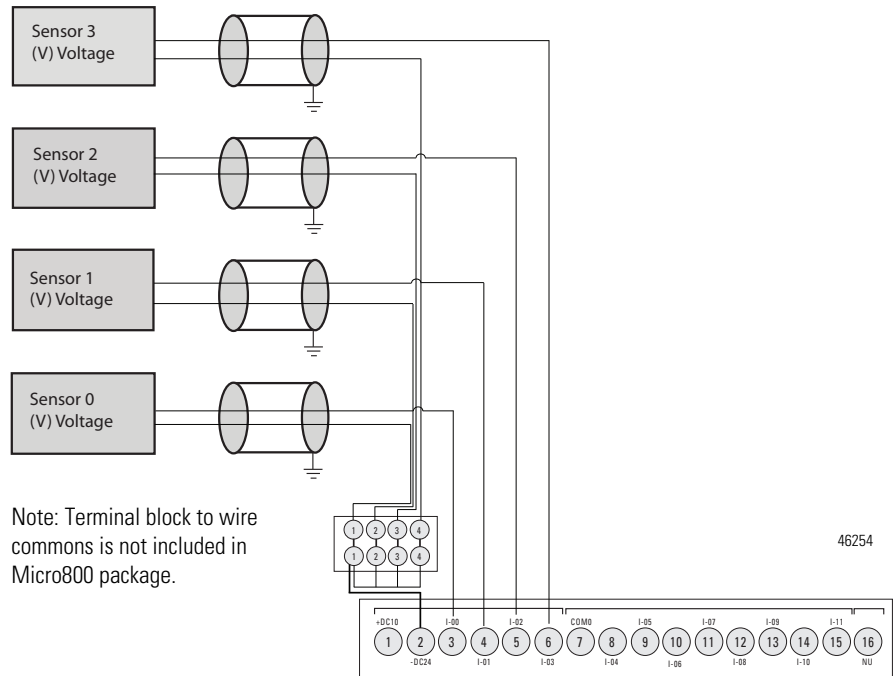 Sensor 3
(V) Voltage
Sensor 2
(V) Voltage
Sensor 1
(V) Voltage
Sensor 0
(V) Voltage
Note: Terminal block to wire
commons is not included in
Micro800 package.
46254
1 2 3 4
1 2 3 4
+DC10 I-00 I-02 COM0 I-05 I-07 I-09 I-11
1 2 3 4 5 6 7 8 9 10 11 12 13 14 15 16
-DC24 I-01 I-03 I-04 I-06 I-08 I-10 NU